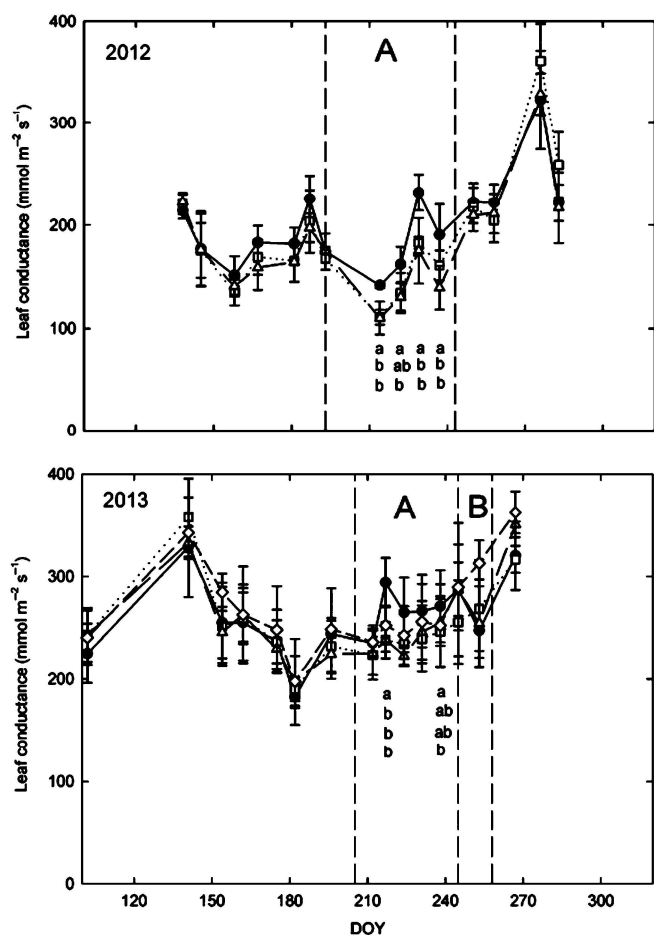 400
2012
A
300
200
100
0
Leaf conductance (mmol m⁻² s⁻¹)
a a a a
b ab b b
b b b b
400
2013
A B
300
200
100
0
Leaf conductance (mmol m⁻² s⁻¹)
a a
b ab
b ab
b b
120 150 180 210 240 270 300
DOY